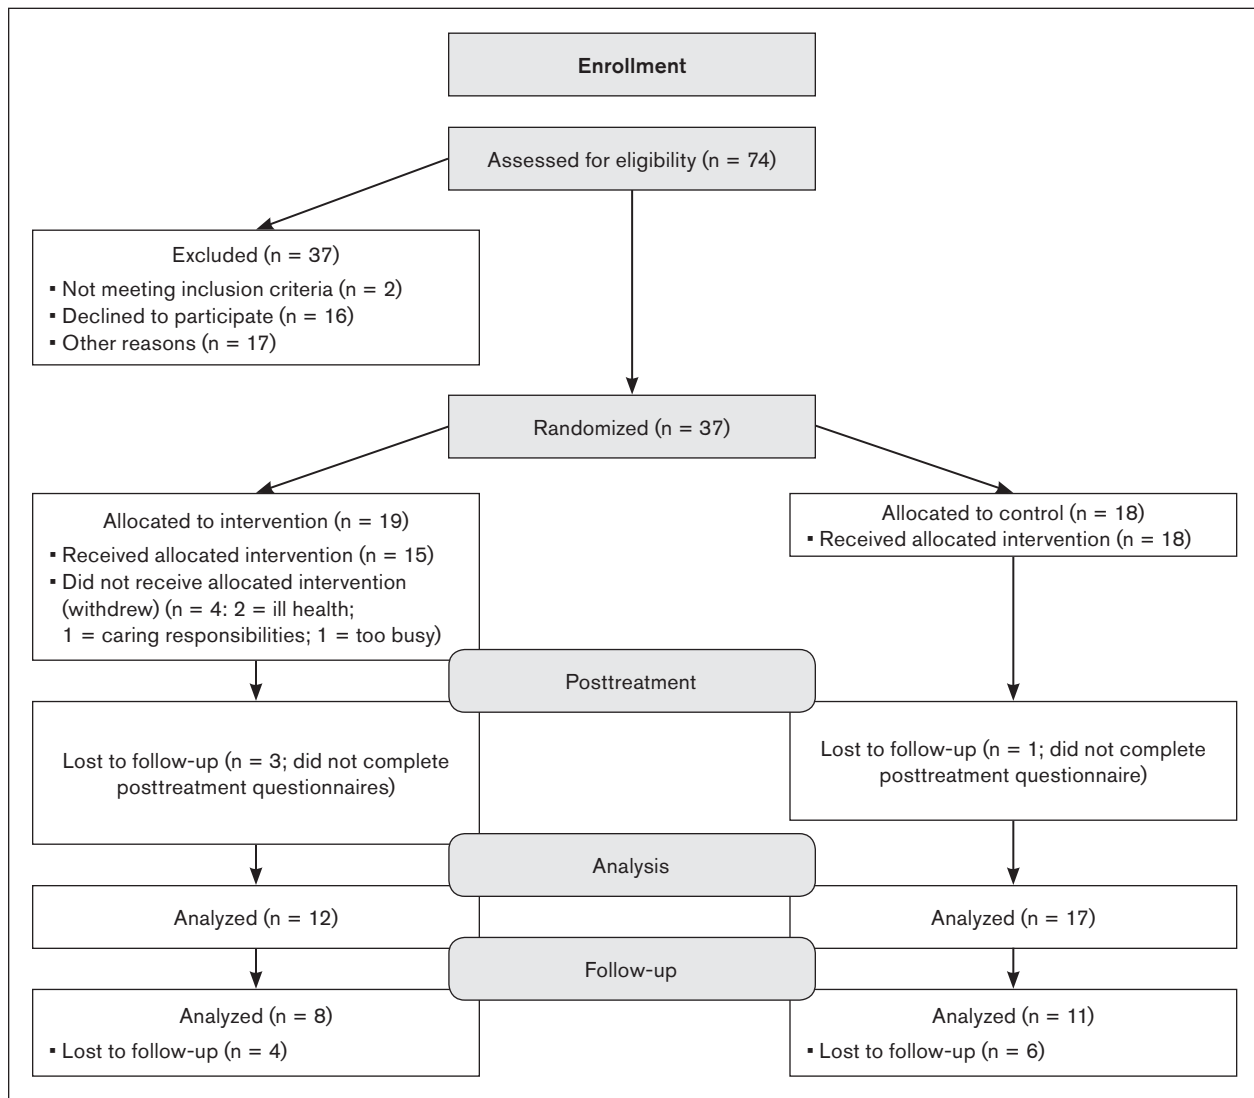 Enrollment
Assessed for eligibility (n = 74)
Excluded (n = 37)
▪ Not meeting inclusion criteria (n = 2)
▪ Declined to participate (n = 16)
▪ Other reasons (n = 17)
Randomized (n = 37)
Allocated to intervention (n = 19)
▪ Received allocated intervention (n = 15)
▪ Did not receive allocated intervention
(withdrew) (n = 4: 2 = ill health;
1 = caring responsibilities; 1 = too busy)
Allocated to control (n = 18)
▪ Received allocated intervention (n = 18)
Posttreatment
Lost to follow-up (n = 3; did not complete
posttreatment questionnaires)
Lost to follow-up (n = 1; did not complete
posttreatment questionnaire)
Analysis
Analyzed (n = 12)
Analyzed (n = 17)
Follow-up
Analyzed (n = 8)
▪ Lost to follow-up (n = 4)
Analyzed (n = 11)
▪ Lost to follow-up (n = 6)